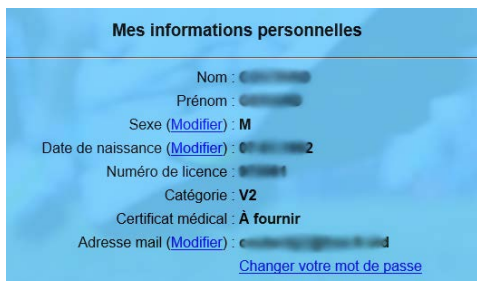 Mes informations personnelles
Nom :
Prénom :
Sexe (Modifier) : M
Date de naissance (Modifier) :
Numéro de licence :
Catégorie : V2
Certificat médical : À fournir
Adresse mail (Modifier) :
Changer votre mot de passe